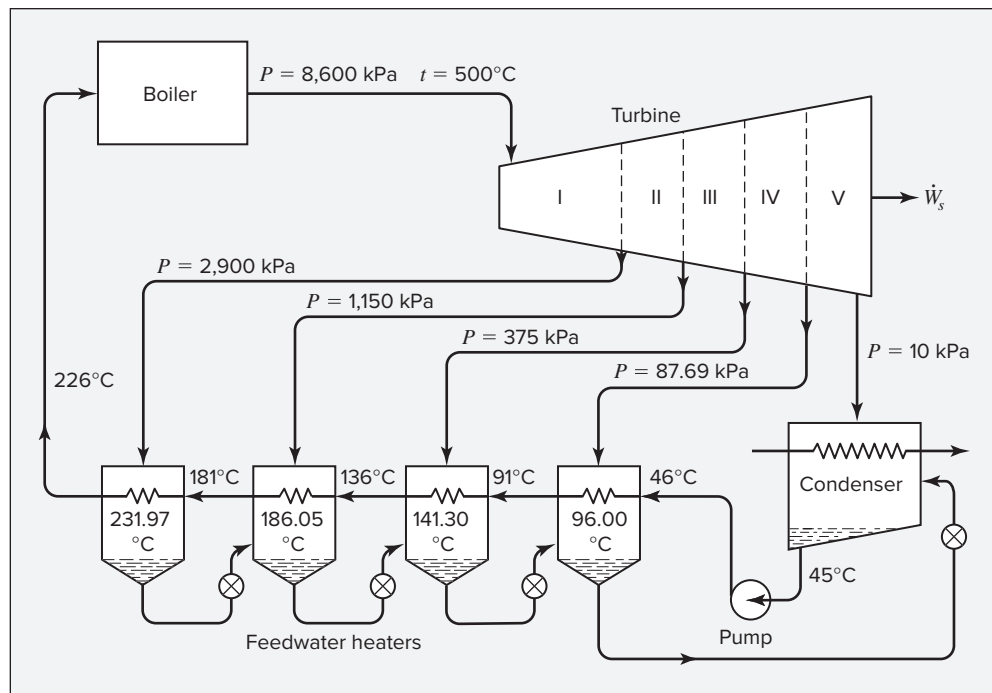 Boiler
P = 8,600 kPa t = 500°C
Turbine
I
II
III
IV
V
Ẇs
P = 2,900 kPa
P = 1,150 kPa
P = 375 kPa
P = 87.69 kPa
P = 10 kPa
226°C
181°C
136°C
91°C
46°C
231.97
°C
186.05
°C
141.30
°C
96.00
°C
Condenser
45°C
Pump
Feedwater heaters